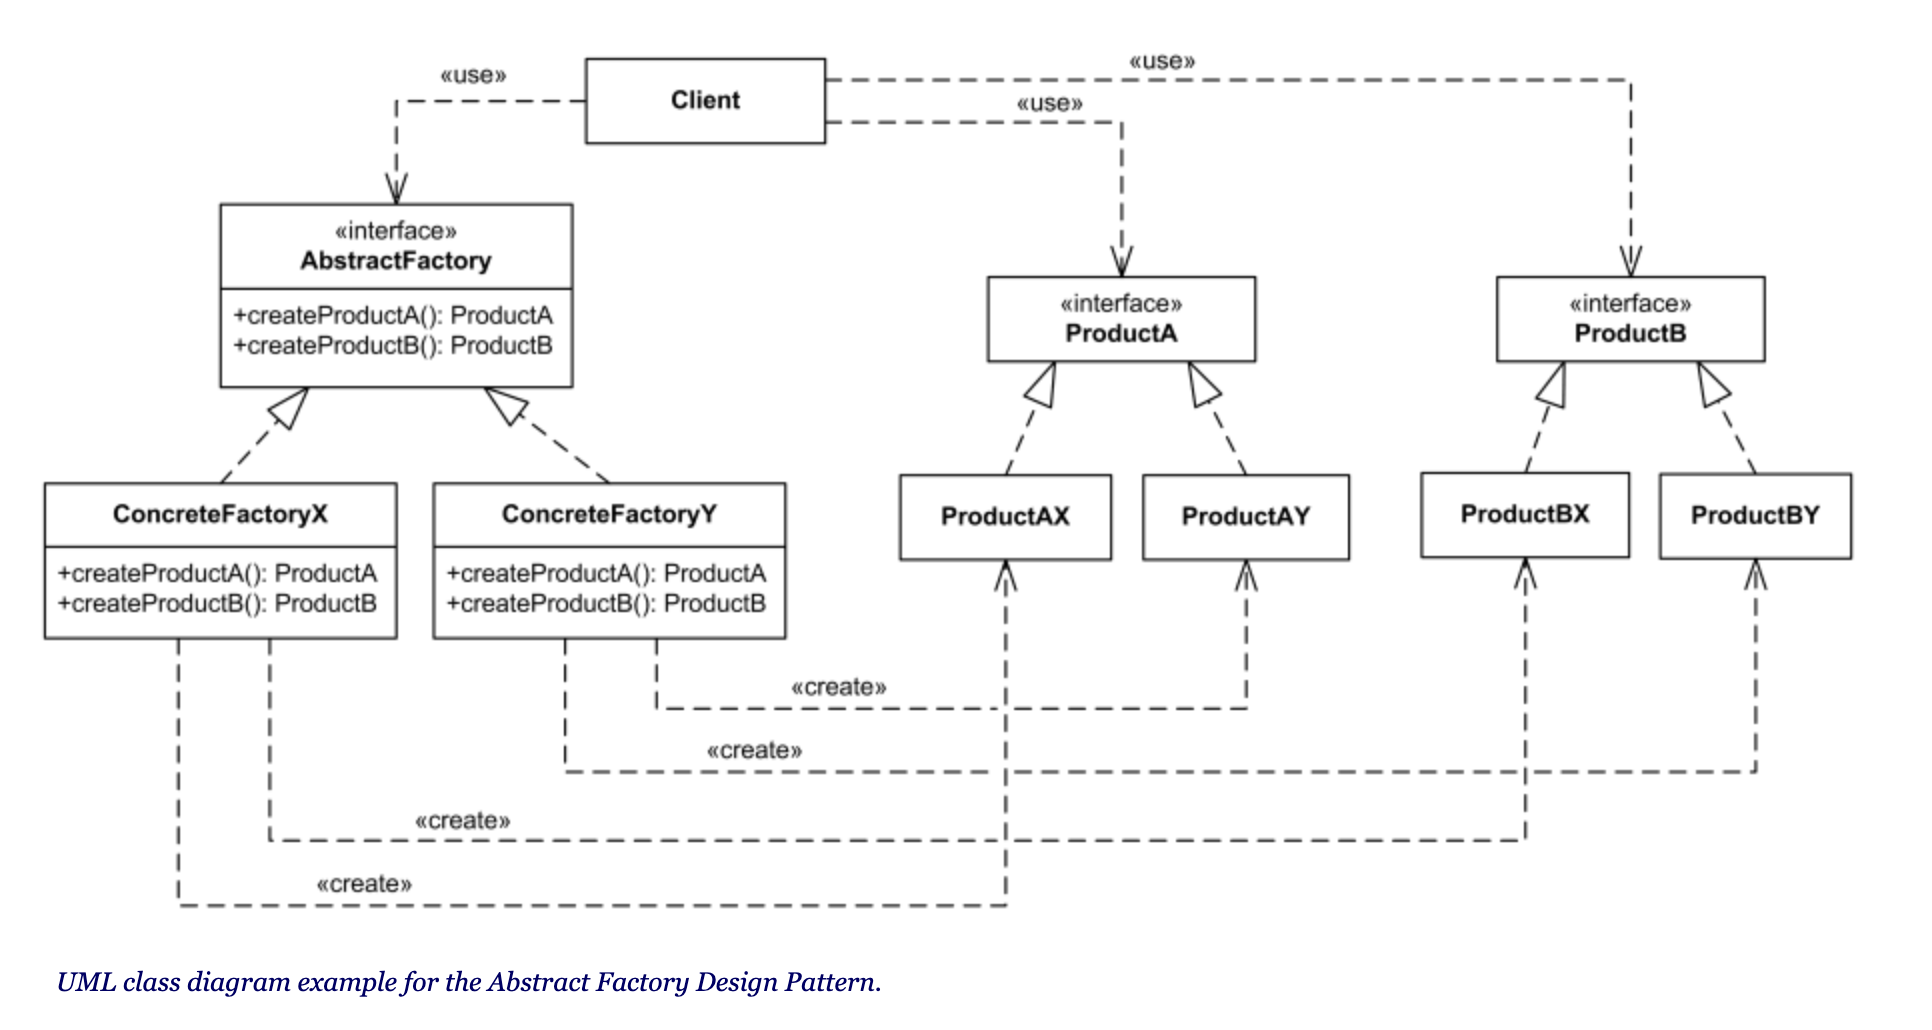 «use»
«use»
Client
«use»
«interface»
AbstractFactory
+createProductA(): ProductA
+createProductB(): ProductB
«interface»
ProductA
«interface»
ProductB
ConcreteFactoryX
+createProductA(): ProductA
+createProductB(): ProductB
ConcreteFactoryY
+createProductA(): ProductA
+createProductB(): ProductB
ProductAX
ProductAY
ProductBX
ProductBY
«create»
«create»
«create»
«create»
UML class diagram example for the Abstract Factory Design Pattern.